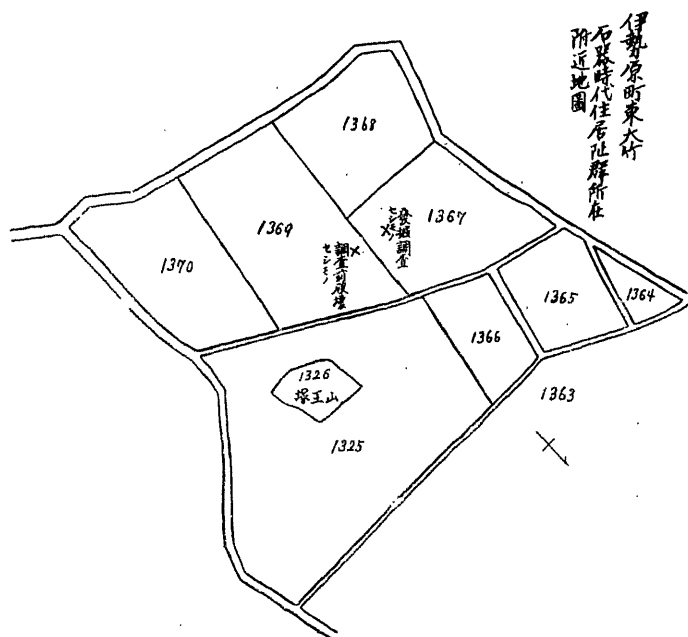 伊勢原町東大竹
石器時代住居阯群所在
附近地圖
1368
1367
1369
1370
發掘調査
セシモノ
×
調査前破壊
セシモノ
×
1364
1365
1366
1363
1326
塚王山
1325